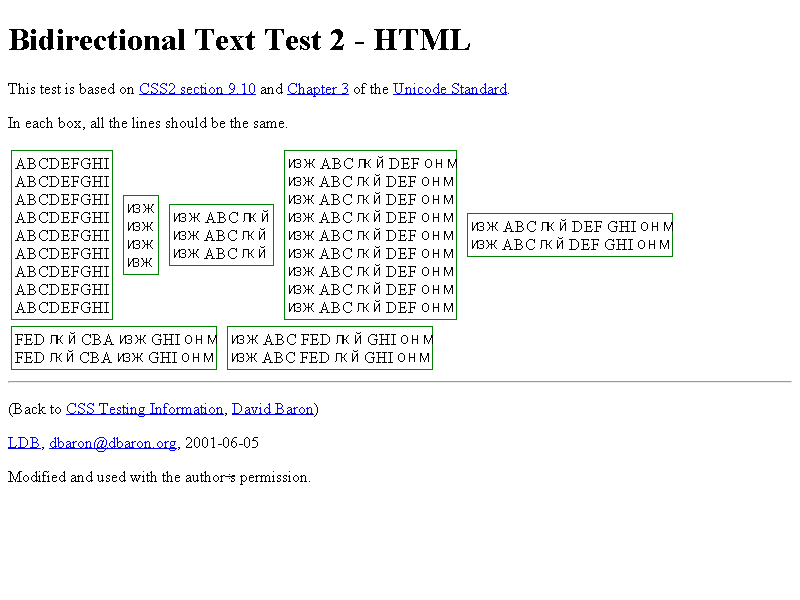 Bidirectional Text Test 2 - HTML
This test is based on CSS2 section 9.10 and Chapter 3 of the Unicode Standard.
In each box, all the lines should be the same.
ABCDEFGHI
ABCDEFGHI
ABCDEFGHI
ABCDEFGHI
ABCDEFGHI
ABCDEFGHI
ABCDEFGHI
ABCDEFGHI
ABCDEFGHI
ИЗЖ
ИЗЖ
ИЗЖ
ИЗЖ
ИЗЖ ABC ЛКЙ
ИЗЖ ABC ЛКЙ
ИЗЖ ABC ЛКЙ
ИЗЖ ABC ЛКЙ DEF ОНМ
ИЗЖ ABC ЛКЙ DEF ОНМ
ИЗЖ ABC ЛКЙ DEF ОНМ
ИЗЖ ABC ЛКЙ DEF ОНМ
ИЗЖ ABC ЛКЙ DEF ОНМ
ИЗЖ ABC ЛКЙ DEF ОНМ
ИЗЖ ABC ЛКЙ DEF ОНМ
ИЗЖ ABC ЛКЙ DEF ОНМ
ИЗЖ ABC ЛКЙ DEF ОНМ
ИЗЖ ABC ЛКЙ DEF GHI ОНМ
ИЗЖ ABC ЛКЙ DEF GHI ОНМ
FED ЛКЙ CBA ИЗЖ GHI ОНМ
FED ЛКЙ CBA ИЗЖ GHI ОНМ
ИЗЖ ABC FED ЛКЙ GHI ОНМ
ИЗЖ ABC FED ЛКЙ GHI ОНМ
(Back to CSS Testing Information, David Baron)
LDB, dbaron@dbaron.org, 2001-06-05
Modified and used with the author÷s permission.